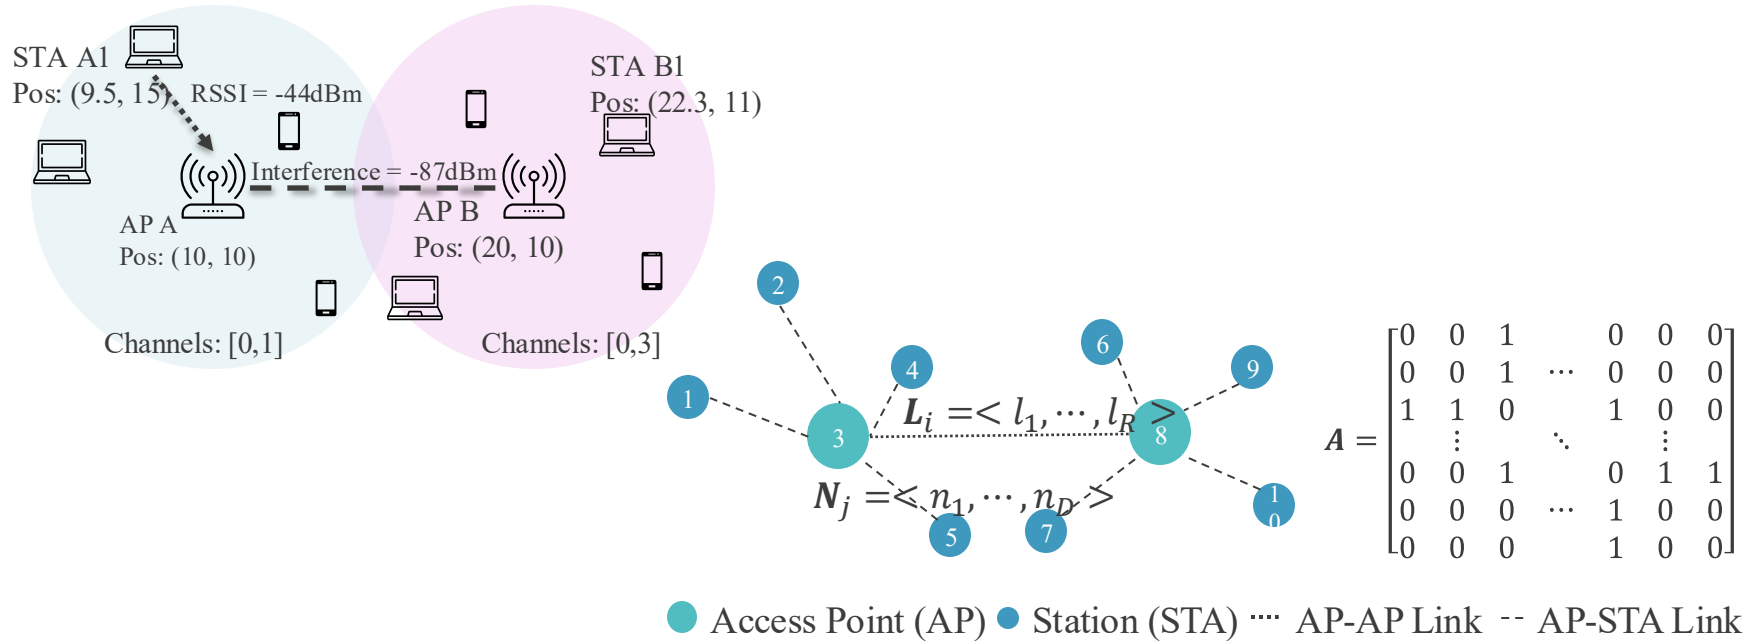 STA A1
Pos: (9.5, 15)
RSSI = -44dBm
STA B1
Pos: (22.3, 11)
Interference = -87dBm
AP A
Pos: (10, 10)
AP B
Pos: (20, 10)
Channels: [0,1]
Channels: [0,3]
2
6
9
4
1
L_i =< l_1, ⋯, l_R >
3
8
N_j =< n_1, ⋯, n_D >
5
7
10
A =
0 0 1 0 0 0
0 0 1 ⋯ 0 0 0
1 1 0 1 0 0
⋮ ⋱ ⋮
0 0 1 0 1 1
0 0 0 ⋯ 1 0 0
0 0 0 1 0 0
Access Point (AP) Station (STA) AP-AP Link AP-STA Link